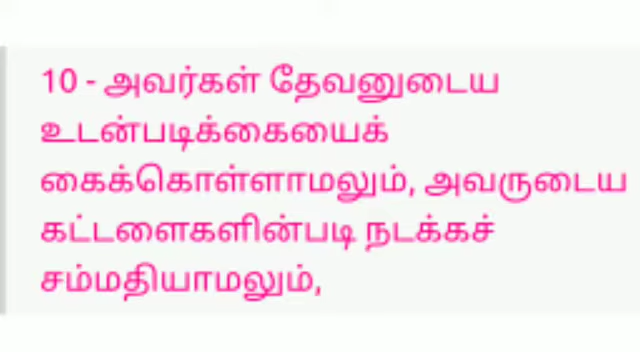 10 - அவர்கள் தேவனுடைய
உடன்படிக்கையைக்
கைக்கொள்ளாமலும், அவருடைய
கட்டளைகளின்படி நடக்கச்
சம்மதியாமலும்,